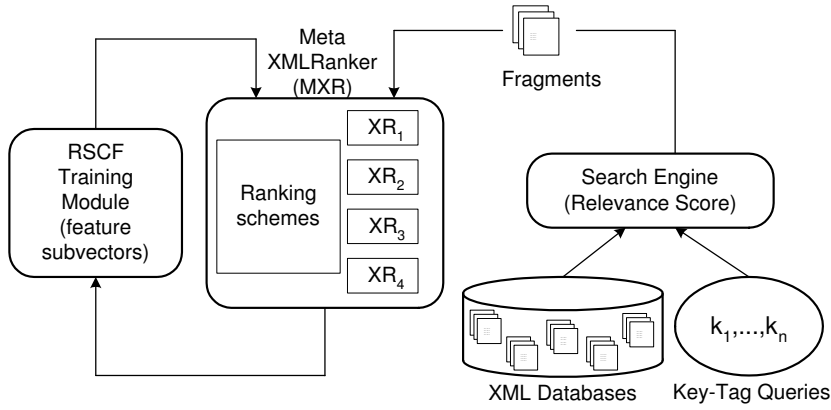 Meta
XMLRanker
(MXR)
Fragments
RSCF
Training
Module
(feature
subvectors)
Ranking
schemes
XR1
XR2
XR3
XR4
Search Engine
(Relevance Score)
k1,...,kn
XML Databases
Key-Tag Queries